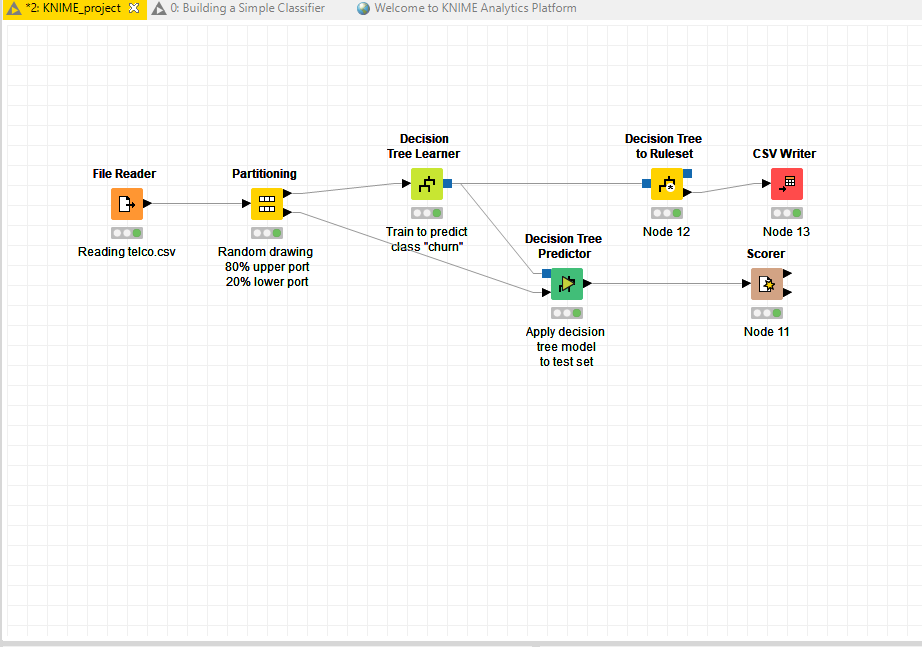 *2: KNIME_project
0: Building a Simple Classifier
Welcome to KNIME Analytics Platform
File Reader
Reading telco.csv
Partitioning
Random drawing
80% upper port
20% lower port
Decision
Tree Learner
Train to predict
class "churn"
Decision Tree
Predictor
Apply decision
tree model
to test set
Decision Tree
to Ruleset
Node 12
CSV Writer
Node 13
Scorer
Node 11